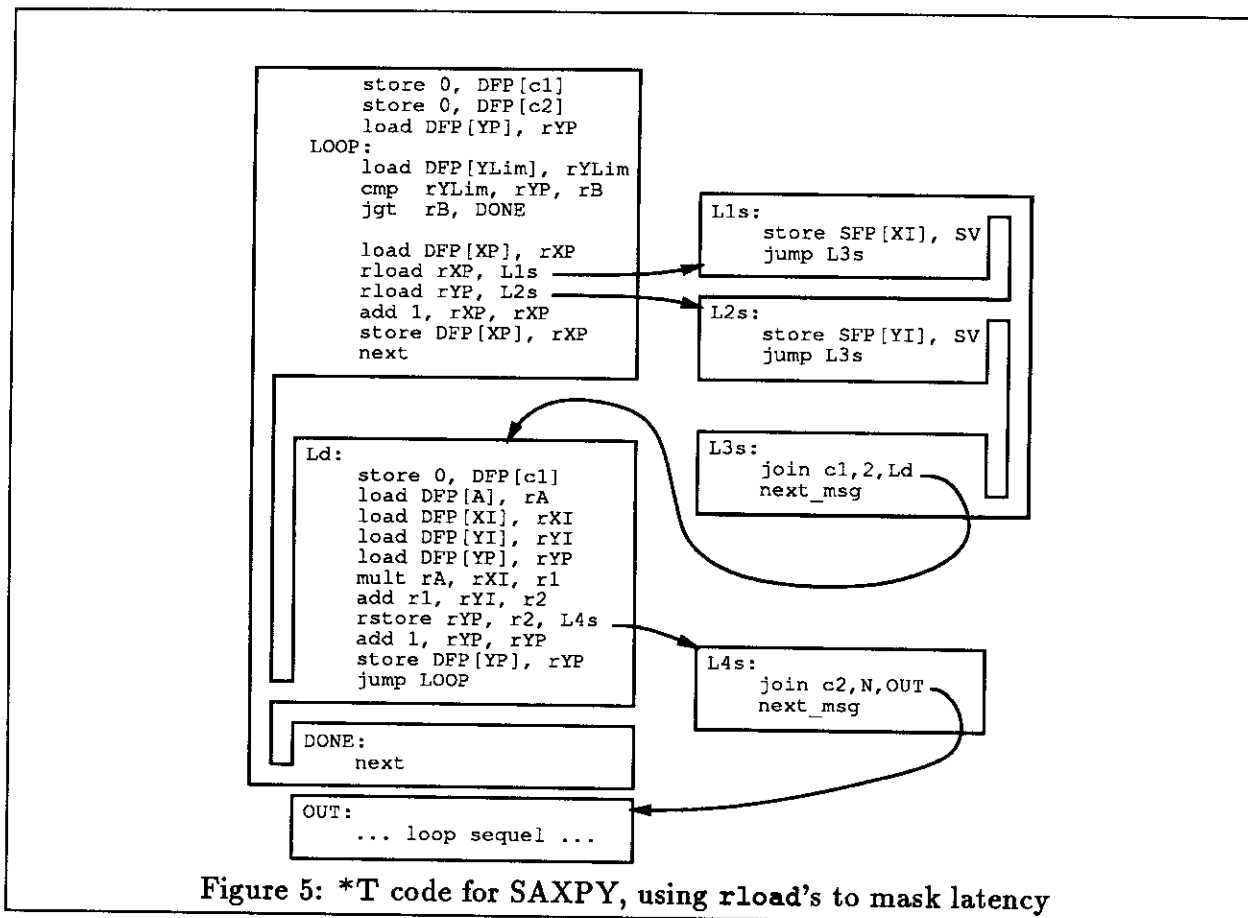 store 0, DFP[c1]
store 0, DFP[c2]
load DFP[YP], rYP
LOOP:
load DFP[YLim], rYLim
cmp rYLim, rYP, rB
jgt rB, DONE
load DFP[XP], rXP
rload rXP, L1s
rload rYP, L2s
add 1, rXP, rXP
store DFP[XP], rXP
next
Ld:
store 0, DFP[c1]
load DFP[A], rA
load DFP[XI], rXI
load DFP[YI], rYI
load DFP[YP], rYP
mult rA, rXI, r1
add r1, rYI, r2
rstore rYP, r2, L4s
add 1, rYP, rYP
store DFP[YP], rYP
jump LOOP
DONE:
next
OUT:
... loop sequel ...
L1s:
store SFP[XI], SV
jump L3s
L2s:
store SFP[YI], SV
jump L3s
L3s:
join c1,2,Ld
next_msg
L4s:
join c2,N,OUT
next_msg
Figure 5: *T code for SAXPY, using rload's to mask latency